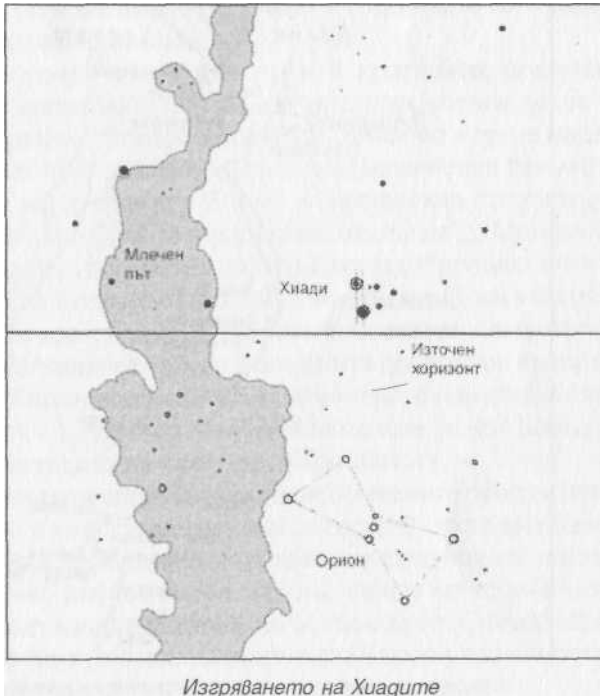 Млечен
път
Хиади
Източен
хоризонт
Орион
Изгряването на Хиадите